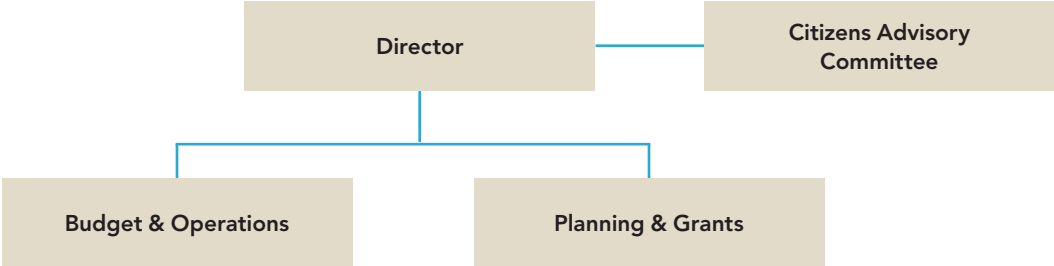 Director
Citizens Advisory
Committee
Budget & Operations
Planning & Grants